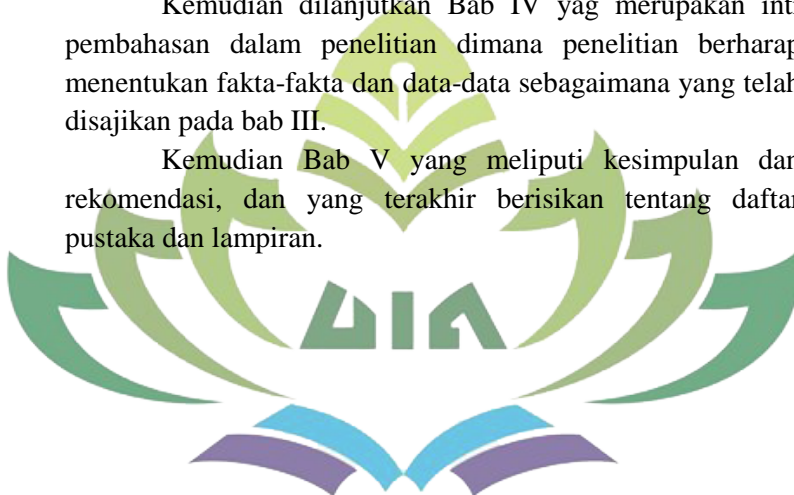 Kemudian dilanjutkan Bab IV yag merupakan inti
pembahasan dalam penelitian dimana penelitian berharap
menentukan fakta-fakta dan data-data sebagaimana yang telah
disajikan pada bab III.
Kemudian Bab V yang meliputi kesimpulan dan
rekomendasi, dan yang terakhir berisikan tentang daftar
pustaka dan lampiran.
UIN